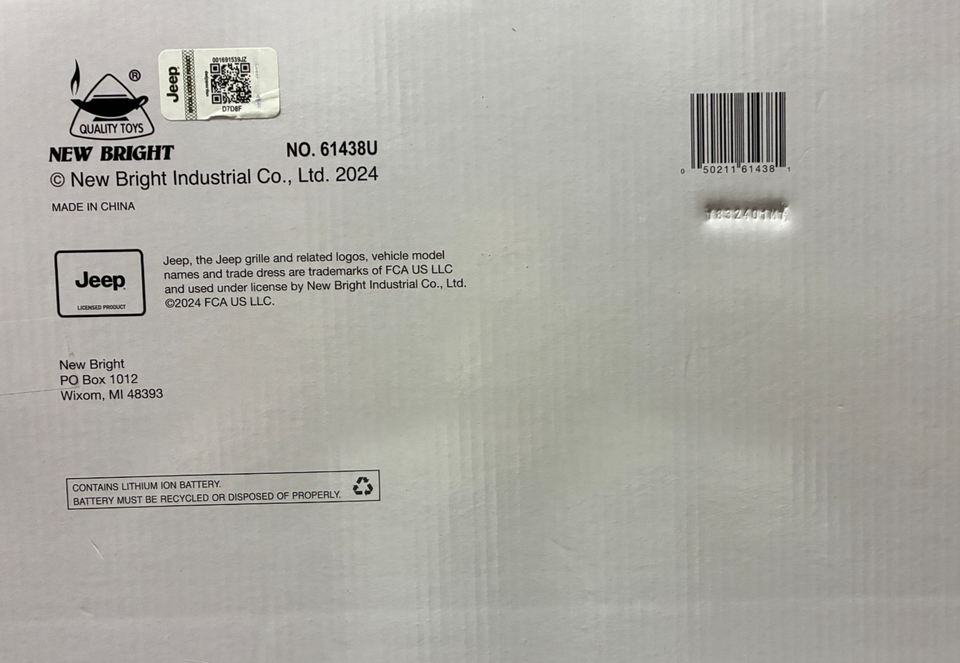 ®
QUALITY TOYS
NEW BRIGHT
Jeep
001691539JZ
D7D8F
NO. 61438U
© New Bright Industrial Co., Ltd. 2024
MADE IN CHINA
0 50211 61438 1
Jeep
LICENSED PRODUCT
Jeep, the Jeep grille and related logos, vehicle model
names and trade dress are trademarks of FCA US LLC
and used under license by New Bright Industrial Co., Ltd.
©2024 FCA US LLC.
New Bright
PO Box 1012
Wixom, MI 48393
CONTAINS LITHIUM ION BATTERY.
BATTERY MUST BE RECYCLED OR DISPOSED OF PROPERLY.